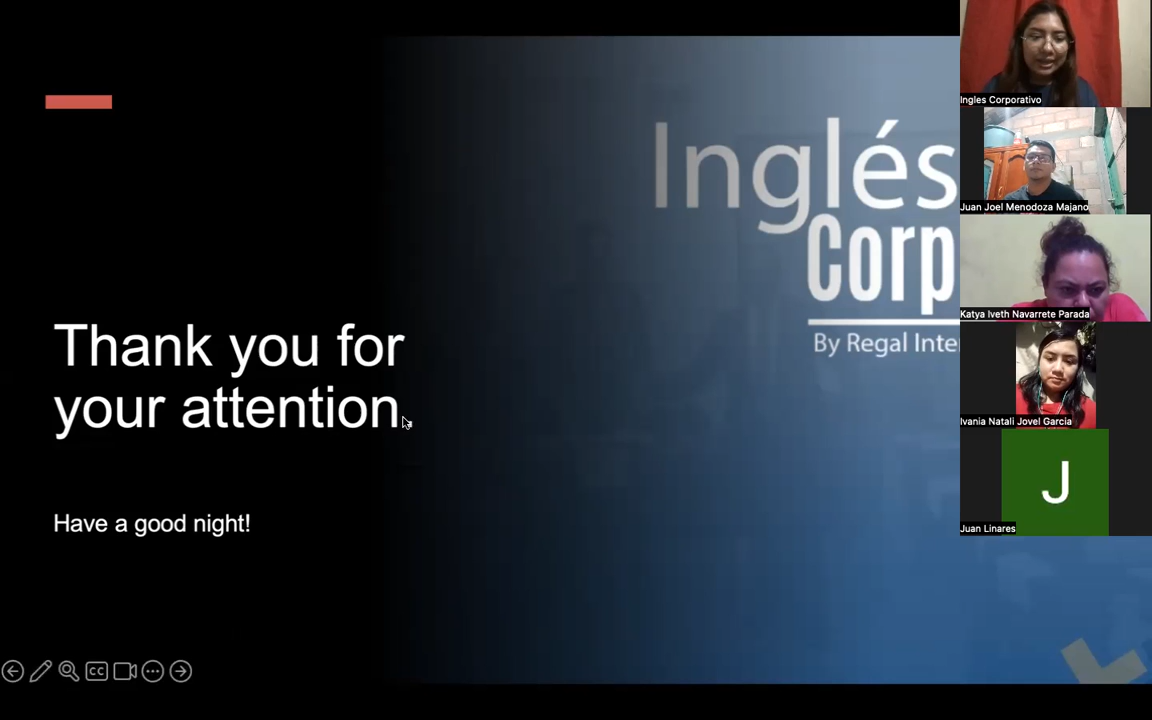 Thank you for
your attention.
Have a good night!
Inglés
Corp
By Regal Inte
CC
Ingles Corporativo
Juan Joel Menodoza Majano
Katya Iveth Navarrete Parada
Ivania Natali Jovel Garcia
J
Juan Linares